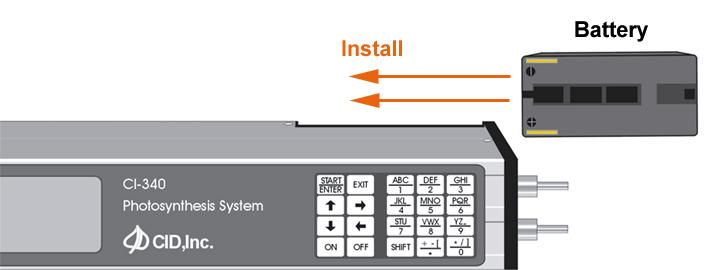 Battery
Install
CI-340
Photosynthesis System
CID,Inc.
START ENTER EXIT ABC 1 DEF 2 GHI 3
JKL 4 MNO 5 PQR 6
STU 7 VWX 8 YZ.. 9
ON OFF SHIFT + - [ • * / ] 0